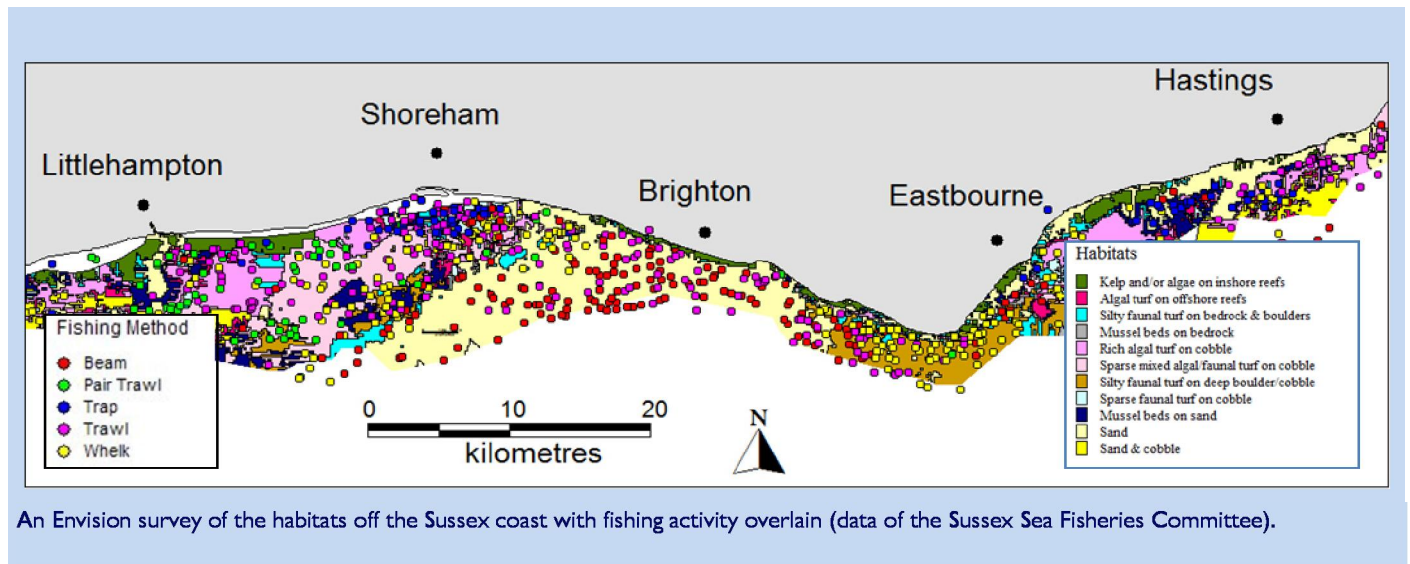 Hastings
Shoreham
Littlehampton
Brighton
Eastbourne
Habitats
Kelp and/or algae on inshore reefs
Algal turf on offshore reefs
Silty faunal turf on bedrock & boulders
Mussel beds on bedrock
Rich algal turf on cobble
Sparse mixed algal/faunal turf on cobble
Silty faunal turf on deep boulder/cobble
Sparse faunal turf on cobble
Mussel beds on sand
Sand
Sand & cobble
Fishing Method
Beam
Pair Trawl
Trap
Trawl
Whelk
0 10 20
kilometres
N
An Envision survey of the habitats off the Sussex coast with fishing activity overlain (data of the Sussex Sea Fisheries Committee).